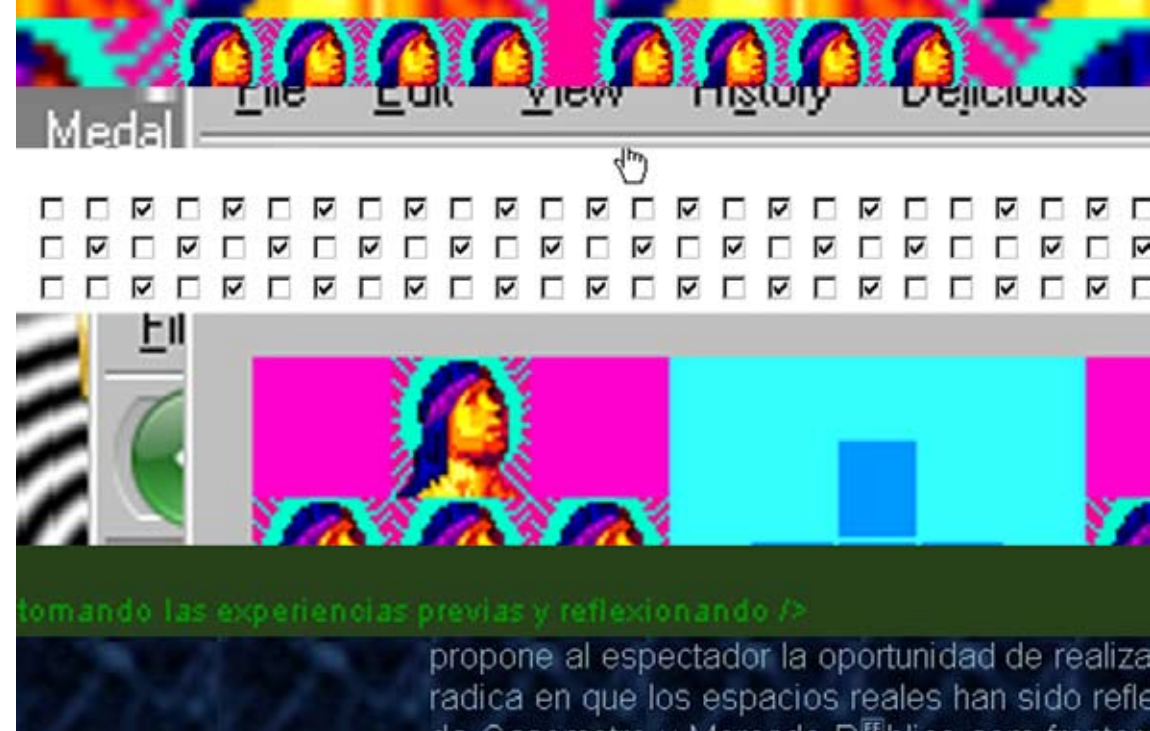 File Edit View History Delicious
Medal
Fil
tomando las experiencias previas y reflexionando />
propone al espectador la oportunidad de realiza
radica en que los espacios reales han sido refle